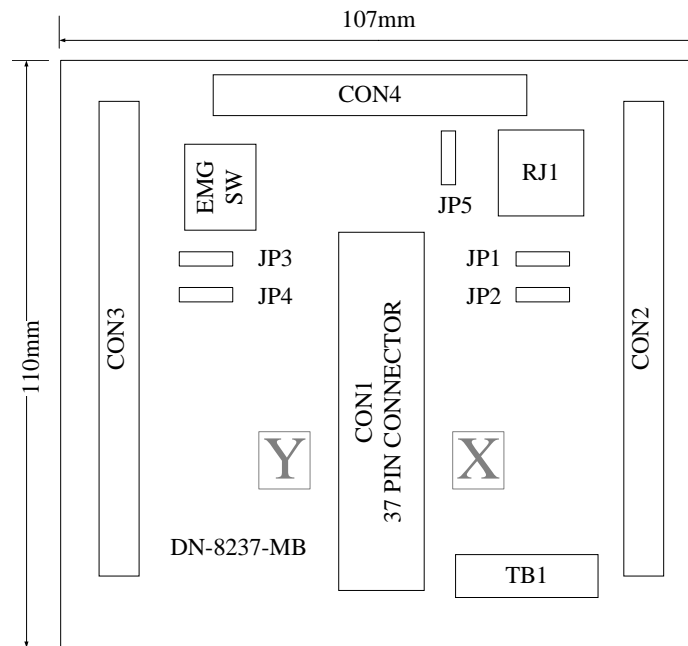 107mm
CON4
EMG
SW
RJ1
JP5
JP3
JP1
JP4
JP2
110mm
CON3
CON1
37 PIN CONNECTOR
CON2
Y
X
DN-8237-MB
TB1